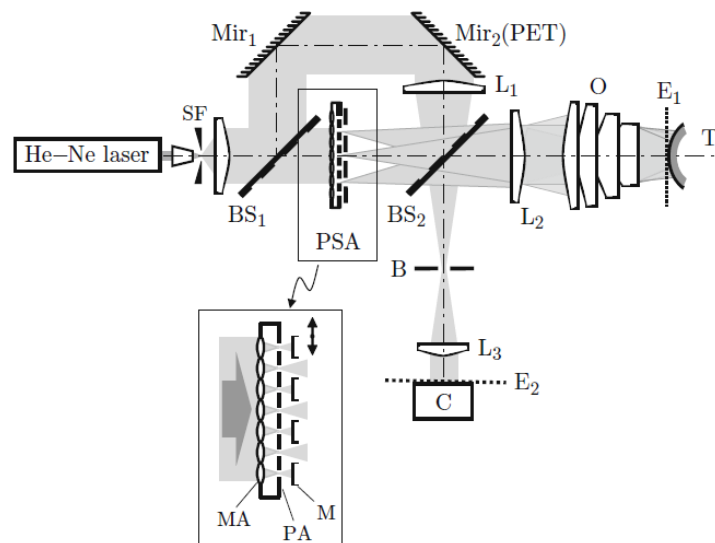 Mir₁
Mir₂(PET)
L₁
O
E₁
SF
He–Ne laser
T
BS₁
BS₂
L₂
PSA
B
L₃
E₂
C
MA
PA
M